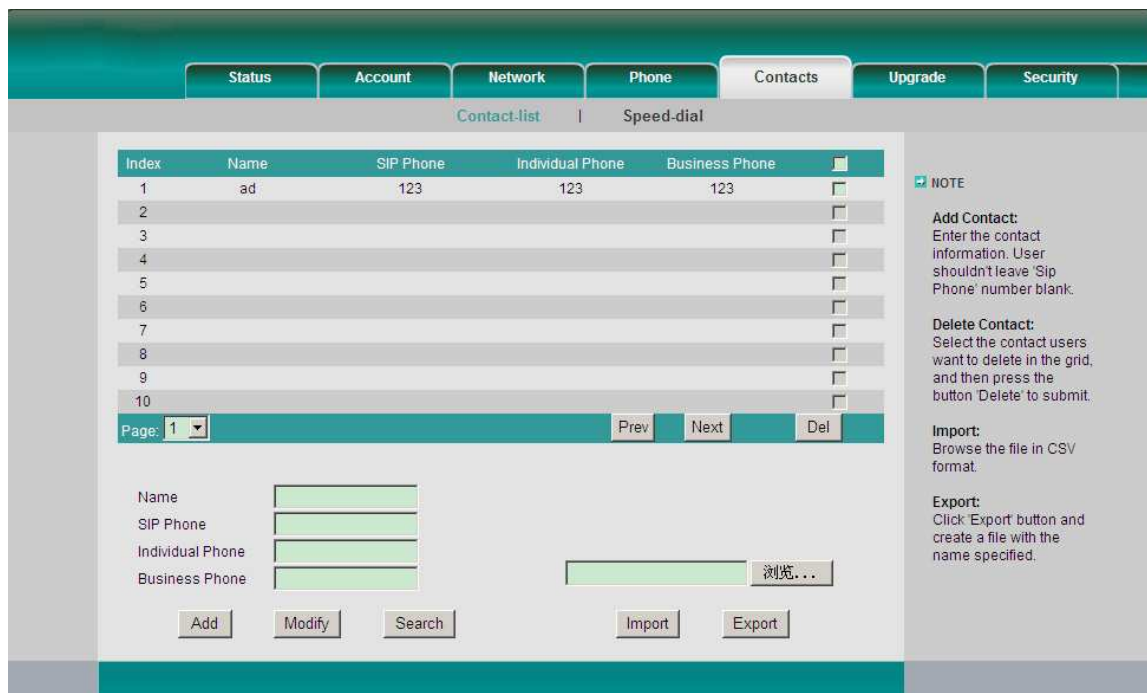 Status Account Network Phone Contacts Upgrade Security
Contact-list | Speed-dial
Index Name SIP Phone Individual Phone Business Phone
1 ad 123 123 123
2
3
4
5
6
7
8
9
10
Page: 1 Prev Next Del
Name
SIP Phone
Individual Phone
Business Phone
浏览...
Add Modify Search Import Export
NOTE
Add Contact:
Enter the contact
information. User
shouldn't leave 'Sip
Phone' number blank.
Delete Contact:
Select the contact users
want to delete in the grid,
and then press the
button 'Delete' to submit.
Import:
Browse the file in CSV
format.
Export:
Click 'Export' button and
create a file with the
name specified.